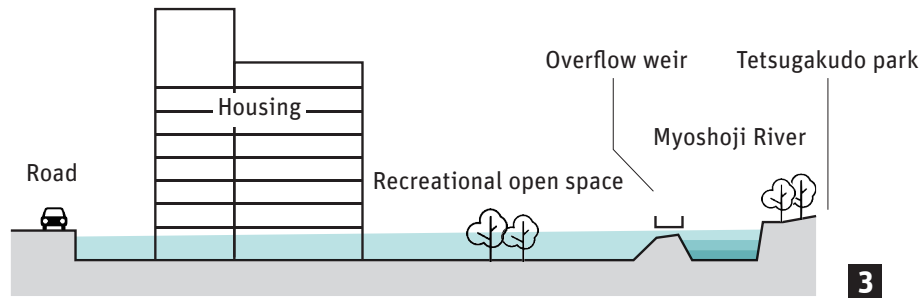 Overflow weir
Tetsugakudo park
Housing
Myoshoji River
Road
Recreational open space
3